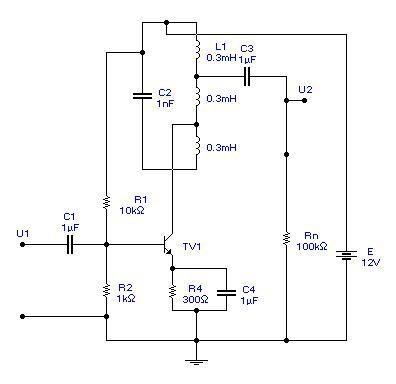 L1
0.3mH
C3
1µF
C2
1nF
0.3mH
U2
0.3mH
R1
10kΩ
C1
1µF
U1
TV1
Rn
100kΩ
E
12V
R2
1kΩ
R4
300Ω
C4
1µF